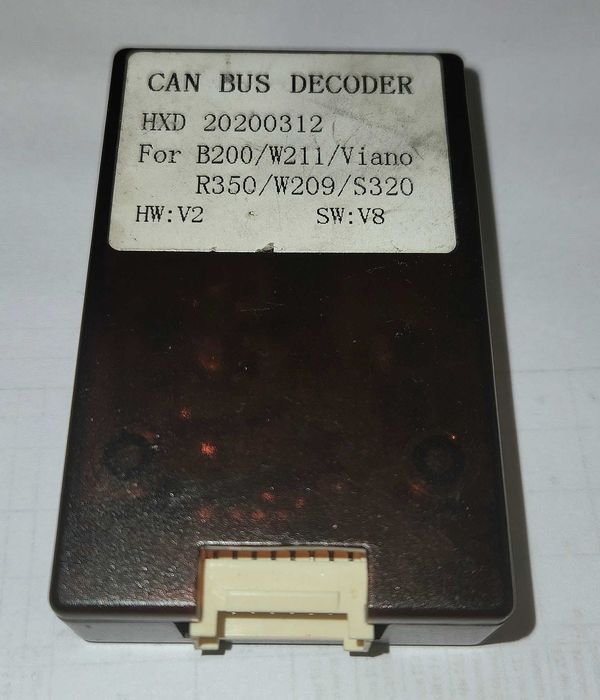 CAN BUS DECODER
HXD 20200312
For B200/W211/Viano
R350/W209/S320
HW:V2 SW:V8